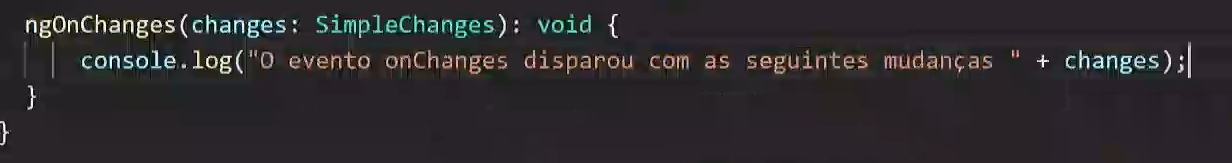 ngOnChanges(changes: SimpleChanges): void {
console.log("O evento onChanges disparou com as seguintes mudanças " + changes);
}
}